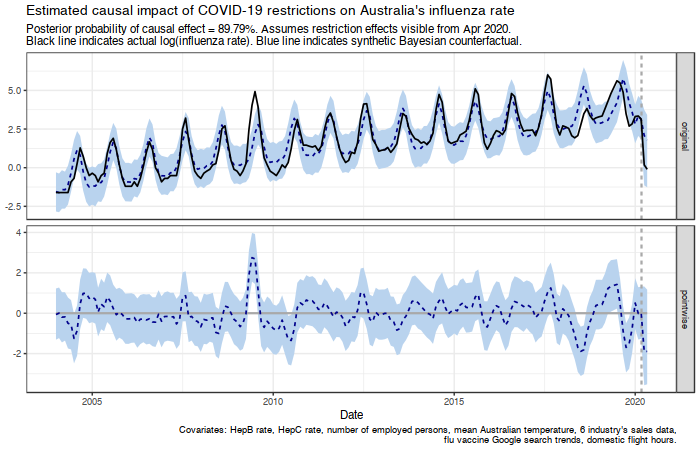 Estimated causal impact of COVID-19 restrictions on Australia's influenza rate
Posterior probability of causal effect = 89.79%. Assumes restriction effects visible from Apr 2020.
Black line indicates actual log(influenza rate). Blue line indicates synthetic Bayesian counterfactual.
5.0
2.5
0.0
-2.5
original
4
2
0
-2
pointwise
2005
2010
2015
2020
Date
Covariates: HepB rate, HepC rate, number of employed persons, mean Australian temperature, 6 industry's sales data,
flu vaccine Google search trends, domestic flight hours.